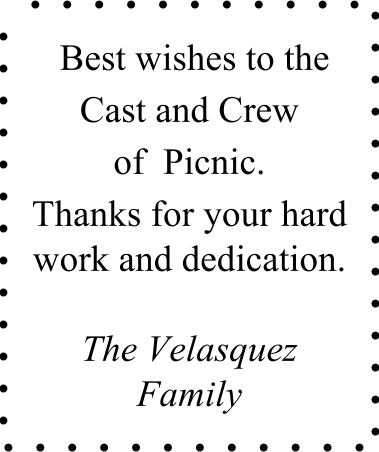 Best wishes to the
Cast and Crew
of Picnic.
Thanks for your hard
work and dedication.
The Velasquez
Family